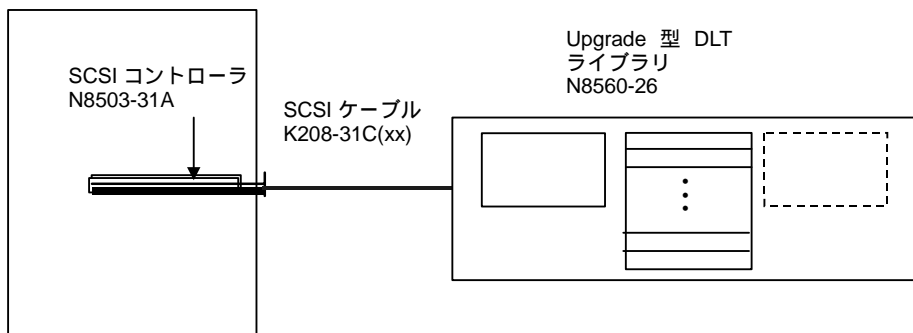 SCSI コントローラ
N8503-31A
SCSI ケーブル
K208-31C(xx)
Upgrade 型 DLT
ライブラリ
N8560-26